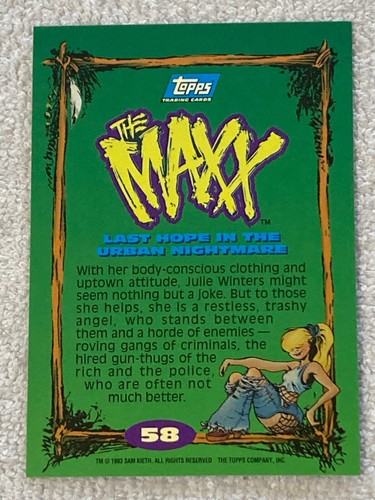 topps
TRADING CARDS
THE
MAXX
TM
LAST HOPE IN THE
URBAN NIGHTMARE
With her body-conscious clothing and
uptown attitude, Julie Winters might
seem nothing but a joke. But to those
she helps, she is a restless, trashy
angel, who stands between
them and a horde of enemies —
roving gangs of criminals, the
hired gun-thugs of the
rich and the police,
who are often not
much better.
58
TM © 1993 SAM KIETH. ALL RIGHTS RESERVED THE TOPPS COMPANY, INC.